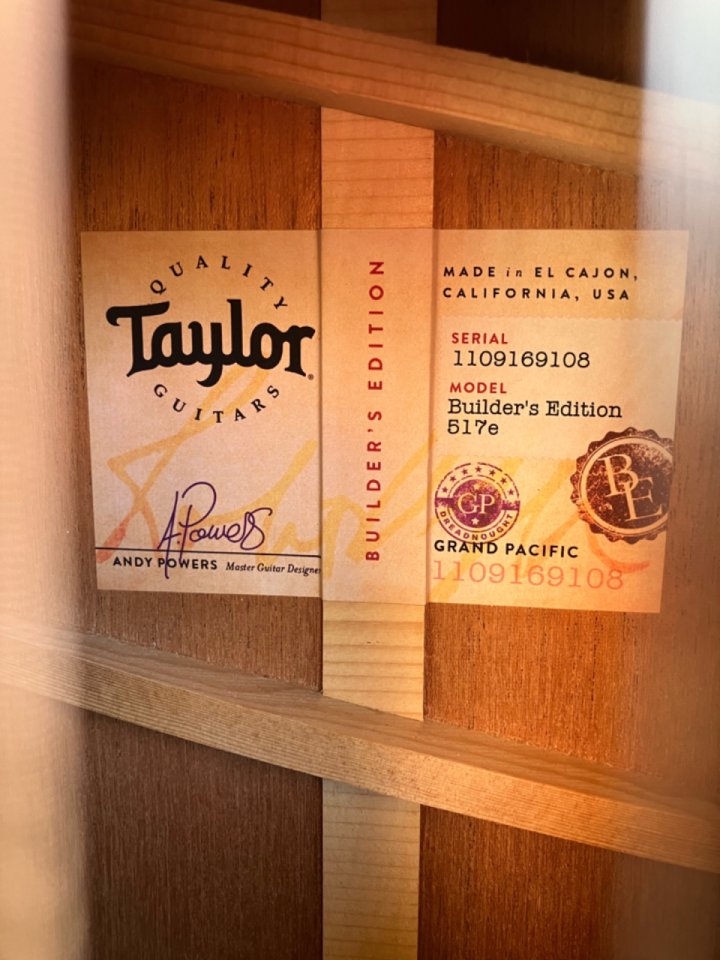 QUALITY
Taylor®
GUITARS
A. Powers
ANDY POWERS Master Guitar Designer
BUILDER'S EDITION
MADE in EL CAJON,
CALIFORNIA, USA
SERIAL
1109169108
MODEL
Builder's Edition
517e
GP
DREADNOUGHT
BE
GRAND PACIFIC
1109169108